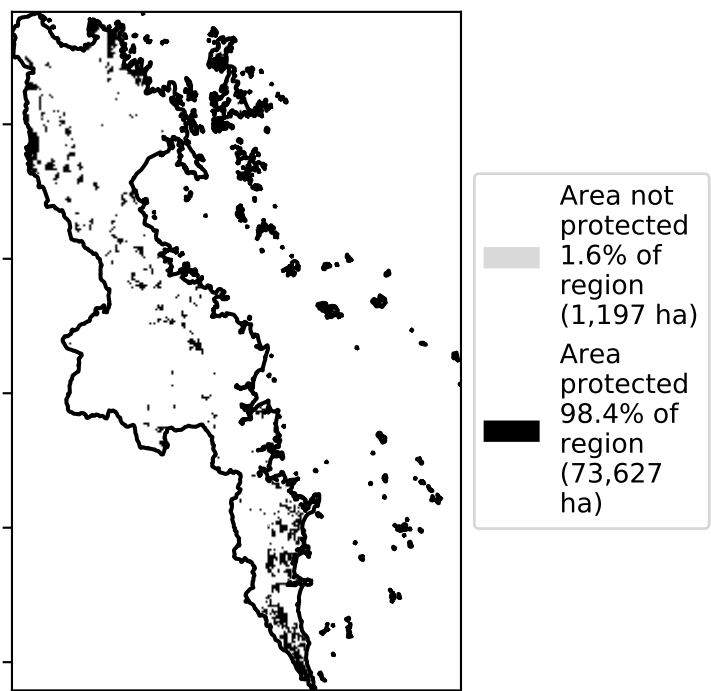 Area not
protected
1.6% of
region
(1,197 ha)
Area
protected
98.4% of
region
(73,627
ha)